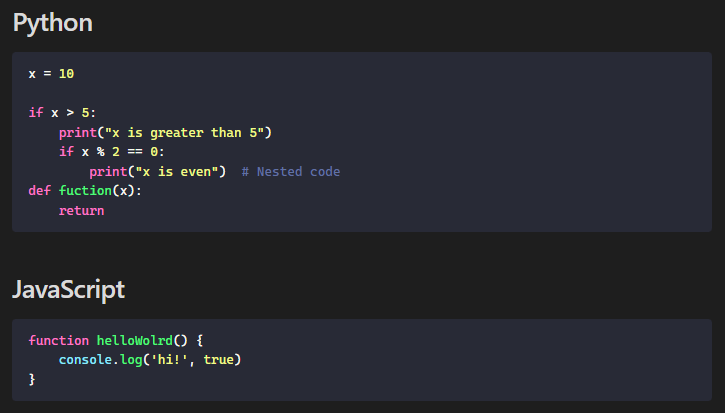 Python
x = 10
if x > 5:
    print("x is greater than 5")
    if x % 2 == 0:
        print("x is even")  # Nested code
def fuction(x):
    return
JavaScript
function helloWolrd() {
    console.log('hi!', true)
}